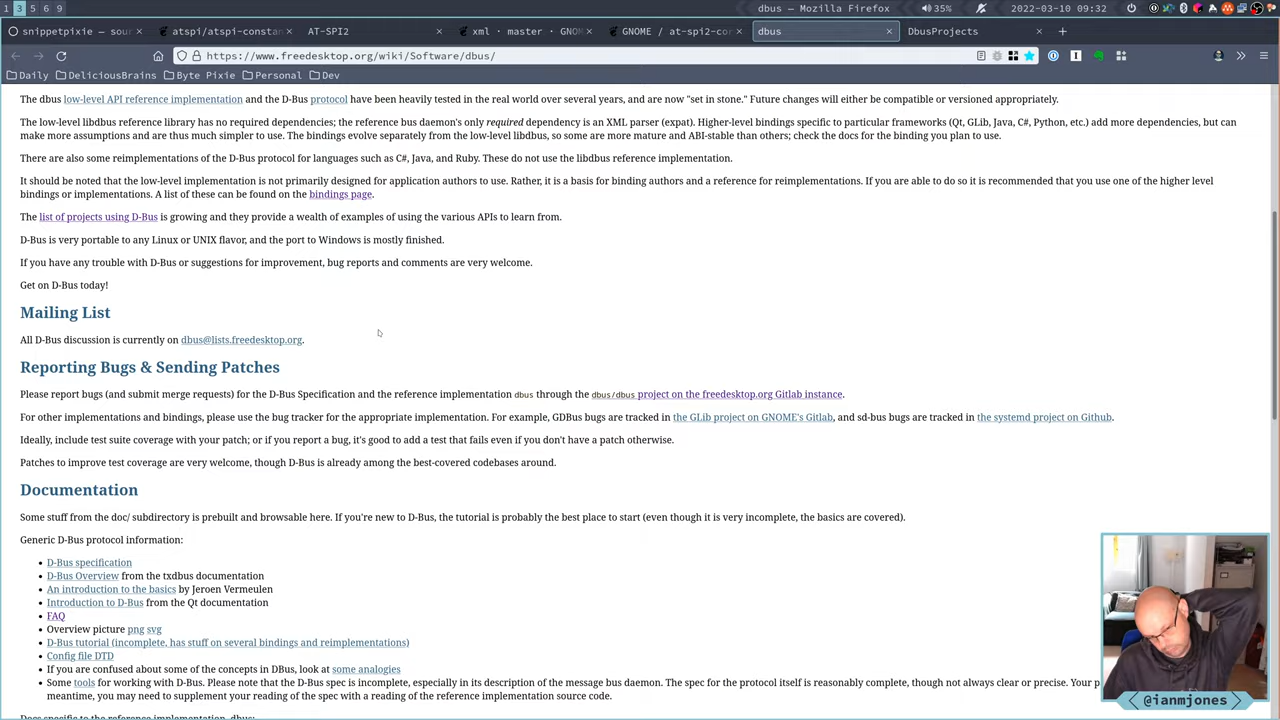 1 3 5 6 9
dbus — Mozilla Firefox
35%
2022-03-10 09:32
snippetpixie — sour
atspi/atspi-constan
AT-SPI2
xml · master · GNOM
GNOME / at-spi2-cor
dbus
DbusProjects
https://www.freedesktop.org/wiki/Software/dbus/
Daily
DeliciousBrains
Byte Pixie
Personal
Dev
The dbus low-level API reference implementation and the D-Bus protocol have been heavily tested in the real world over several years, and are now "set in stone." Future changes will either be compatible or versioned appropriately.
The low-level libdbus reference library has no required dependencies; the reference bus daemon's only required dependency is an XML parser (expat). Higher-level bindings specific to particular frameworks (Qt, GLib, Java, C#, Python, etc.) add more dependencies, but can
make more assumptions and are thus much simpler to use. The bindings evolve separately from the low-level libdbus, so some are more mature and ABI-stable than others; check the docs for the binding you plan to use.
There are also some reimplementations of the D-Bus protocol for languages such as C#, Java, and Ruby. These do not use the libdbus reference implementation.
It should be noted that the low-level implementation is not primarily designed for application authors to use. Rather, it is a basis for binding authors and a reference for reimplementations. If you are able to do so it is recommended that you use one of the higher level
bindings or implementations. A list of these can be found on the bindings page.
The list of projects using D-Bus is growing and they provide a wealth of examples of using the various APIs to learn from.
D-Bus is very portable to any Linux or UNIX flavor, and the port to Windows is mostly finished.
If you have any trouble with D-Bus or suggestions for improvement, bug reports and comments are very welcome.
Get on D-Bus today!
Mailing List
All D-Bus discussion is currently on dbus@lists.freedesktop.org.
Reporting Bugs & Sending Patches
Please report bugs (and submit merge requests) for the D-Bus Specification and the reference implementation dbus through the dbus/dbus project on the freedesktop.org Gitlab instance.
For other implementations and bindings, please use the bug tracker for the appropriate implementation. For example, GDBus bugs are tracked in the GLib project on GNOME's Gitlab, and sd-bus bugs are tracked in the systemd project on Github.
Ideally, include test suite coverage with your patch; or if you report a bug, it's good to add a test that fails even if you don't have a patch otherwise.
Patches to improve test coverage are very welcome, though D-Bus is already among the best-covered codebases around.
Documentation
Some stuff from the doc/ subdirectory is prebuilt and browsable here. If you're new to D-Bus, the tutorial is probably the best place to start (even though it is very incomplete, the basics are covered).
Generic D-Bus protocol information:
• D-Bus specification
• D-Bus Overview from the txdbus documentation
• An introduction to the basics by Jeroen Vermeulen
• Introduction to D-Bus from the Qt documentation
• FAQ
• Overview picture png svg
• D-Bus tutorial (incomplete, has stuff on several bindings and reimplementations)
• Config file DTD
• If you are confused about some of the concepts in DBus, look at some analogies
• Some tools for working with D-Bus. Please note that the D-Bus spec is incomplete, especially in its description of the message bus daemon. The spec for the protocol itself is reasonably complete, though not always clear or precise. Your p
meantime, you may need to supplement your reading of the spec with a reading of the reference implementation source code.
Docs specific to the reference implementation, dbus:
@ianmjones